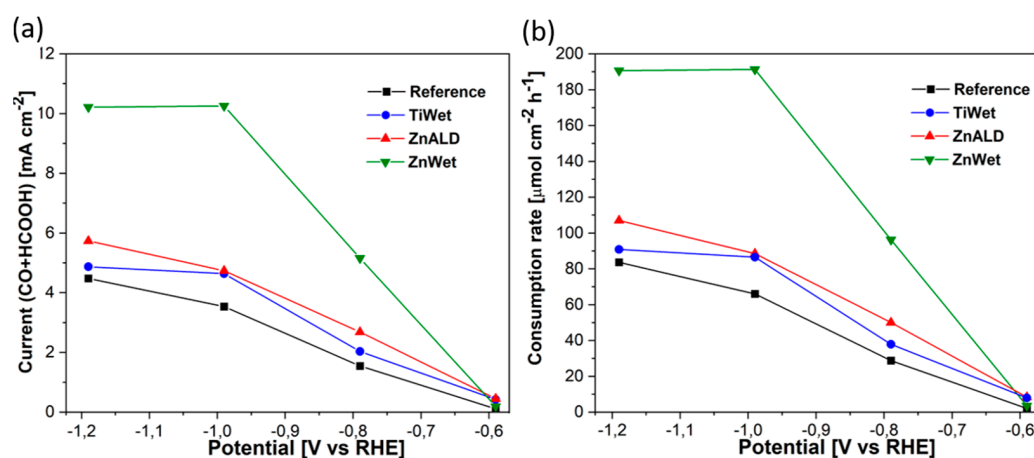 (a)
Current (CO+HCOOH) [mA cm⁻²]
12
10
8
6
4
2
0
Reference
TiWet
ZnALD
ZnWet
-1,2 -1,1 -1,0 -0,9 -0,8 -0,7 -0,6
Potential [V vs RHE]
(b)
Consumption rate [μmol cm⁻² h⁻¹]
200
180
160
140
120
100
80
60
40
20
0
Reference
TiWet
ZnALD
ZnWet
-1,2 -1,1 -1,0 -0,9 -0,8 -0,7 -0,6
Potential [V vs RHE]